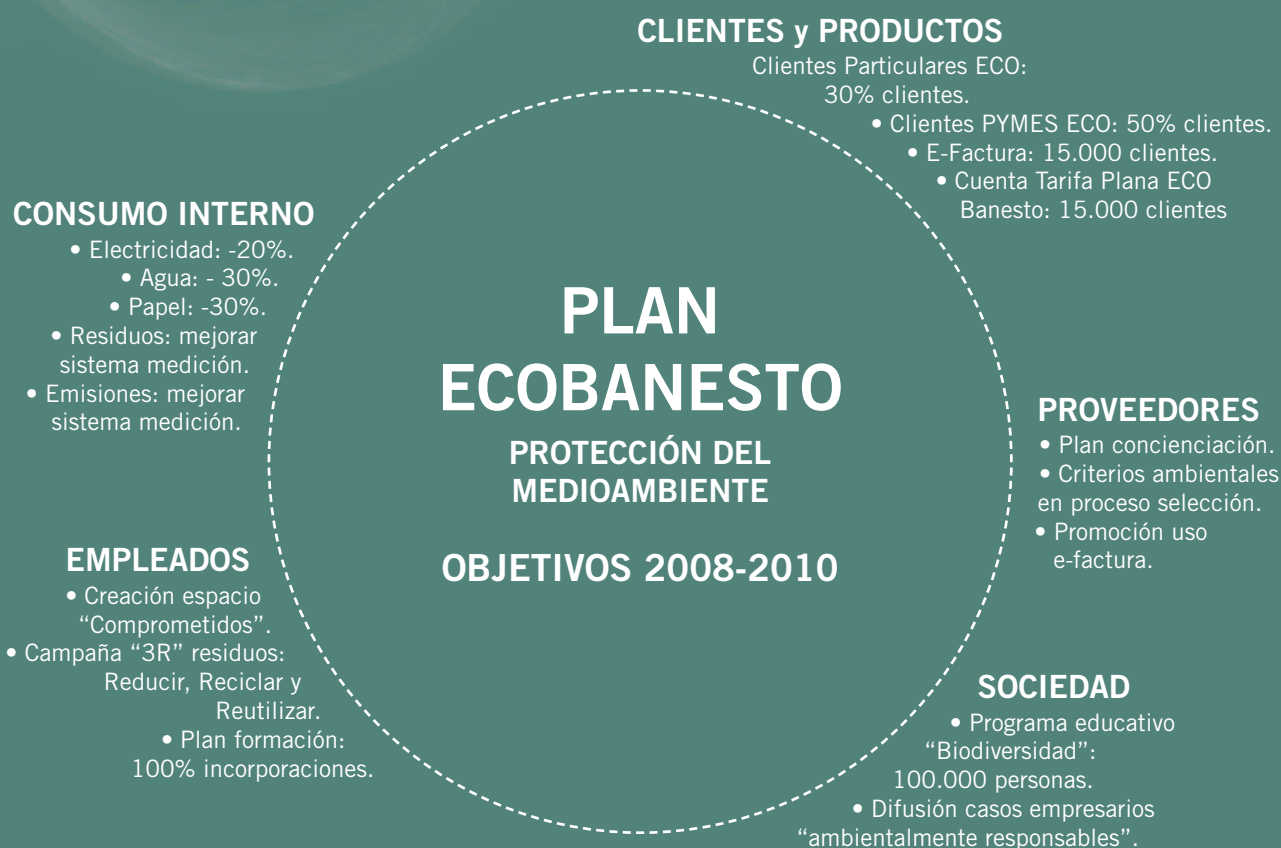 CLIENTES y PRODUCTOS
Clientes Particulares ECO:
30% clientes.
• Clientes PYMES ECO: 50% clientes.
• E-Factura: 15.000 clientes.
• Cuenta Tarifa Plana ECO
Banesto: 15.000 clientes
CONSUMO INTERNO
• Electricidad: -20%.
• Agua: - 30%.
• Papel: -30%.
• Residuos: mejorar
sistema medición.
• Emisiones: mejorar
sistema medición.
PLAN
ECOBANESTO
PROTECCIÓN DEL
MEDIOAMBIENTE
OBJETIVOS 2008-2010
PROVEEDORES
• Plan concienciación.
• Criterios ambientales
en proceso selección.
• Promoción uso
e-factura.
EMPLEADOS
• Creación espacio
“Comprometidos”.
• Campaña “3R” residuos:
Reducir, Reciclar y
Reutilizar.
• Plan formación:
100% incorporaciones.
SOCIEDAD
• Programa educativo
“Biodiversidad”:
100.000 personas.
• Difusión casos empresarios
“ambientalmente responsables”.